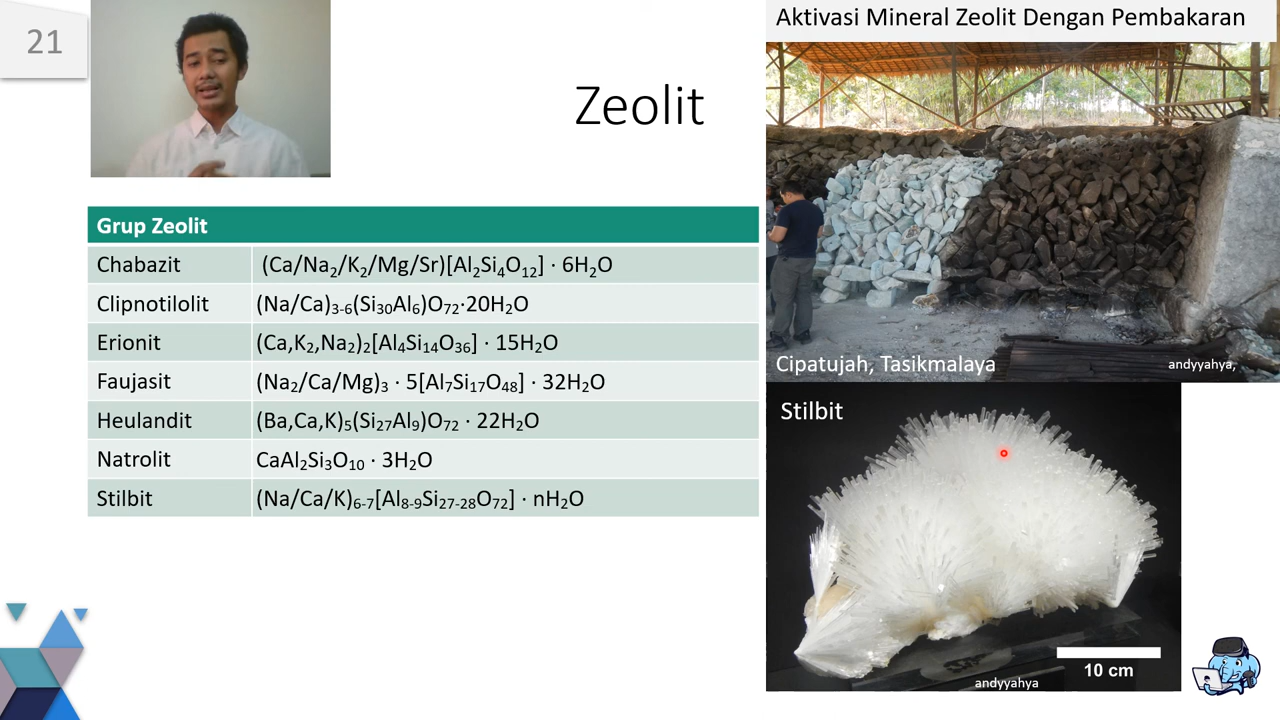 21
Zeolit
Grup Zeolit
Chabazit (Ca/Na₂/K₂/Mg/Sr)[Al₂Si₄O₁₂] · 6H₂O
Clipnotilolit (Na/Ca)₃₋₆(Si₃₀Al₆)O₇₂·20H₂O
Erionit (Ca,K₂,Na₂)₂[Al₄Si₁₄O₃₆] · 15H₂O
Faujasit (Na₂/Ca/Mg)₃ · 5[Al₇Si₁₇O₄₈] · 32H₂O
Heulandit (Ba,Ca,K)₅(Si₂₇Al₉)O₇₂ · 22H₂O
Natrolit CaAl₂Si₃O₁₀ · 3H₂O
Stilbit (Na/Ca/K)₆₋₇[Al₈₋₉Si₂₇₋₂₈O₇₂] · nH₂O
Aktivasi Mineral Zeolit Dengan Pembakaran
Cipatujah, Tasikmalaya
andyyahya,
Stilbit
10 cm
andyyahya